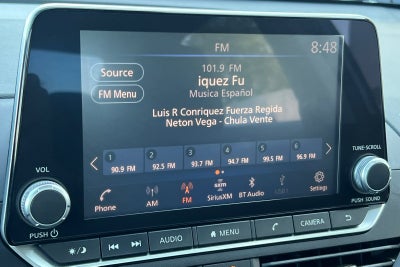 FM
8:48
Source
101.9 FM
iquez Fu
FM Menu
Musica Español
Luis R Conriquez Fuerza Regida
Neton Vega - Chula Vente
1 2 3 4 5 6
90.9 FM 92.5 FM 93.7 FM 94.7 FM 95.5 FM 96.9 FM
VOL
TUNE•SCROLL
Phone AM FM SiriusXM BT Audio USB1 Settings
PUSH
PUSH SOUND
AUDIO MENU CAMERA